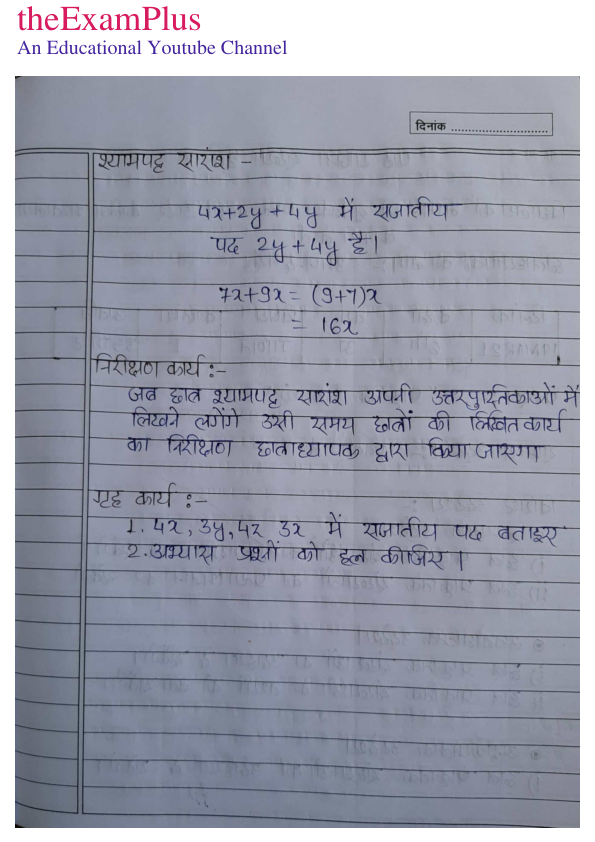 theExamPlus
An Educational Youtube Channel
दिनांक ..............................
श्यामपट्ट सारांश -
4x+2y+4y में सजातीय
पद 2y+4y है।
7x+9x = (9+7)x
= 16x
निरीक्षण कार्य :-
जब छात्र श्यामपट्ट सारांश अपनी उत्तरपुस्तिकाओं में
लिखने लगेंगे उसी समय छात्रों की लिखित कार्य
का निरीक्षण छात्राध्यापक द्वारा किया जाएगा
गृह कार्य :-
1. 4x, 3y, 4z 3x में सजातीय पद बताइए
2. अभ्यास प्रश्नों को हल कीजिए ।